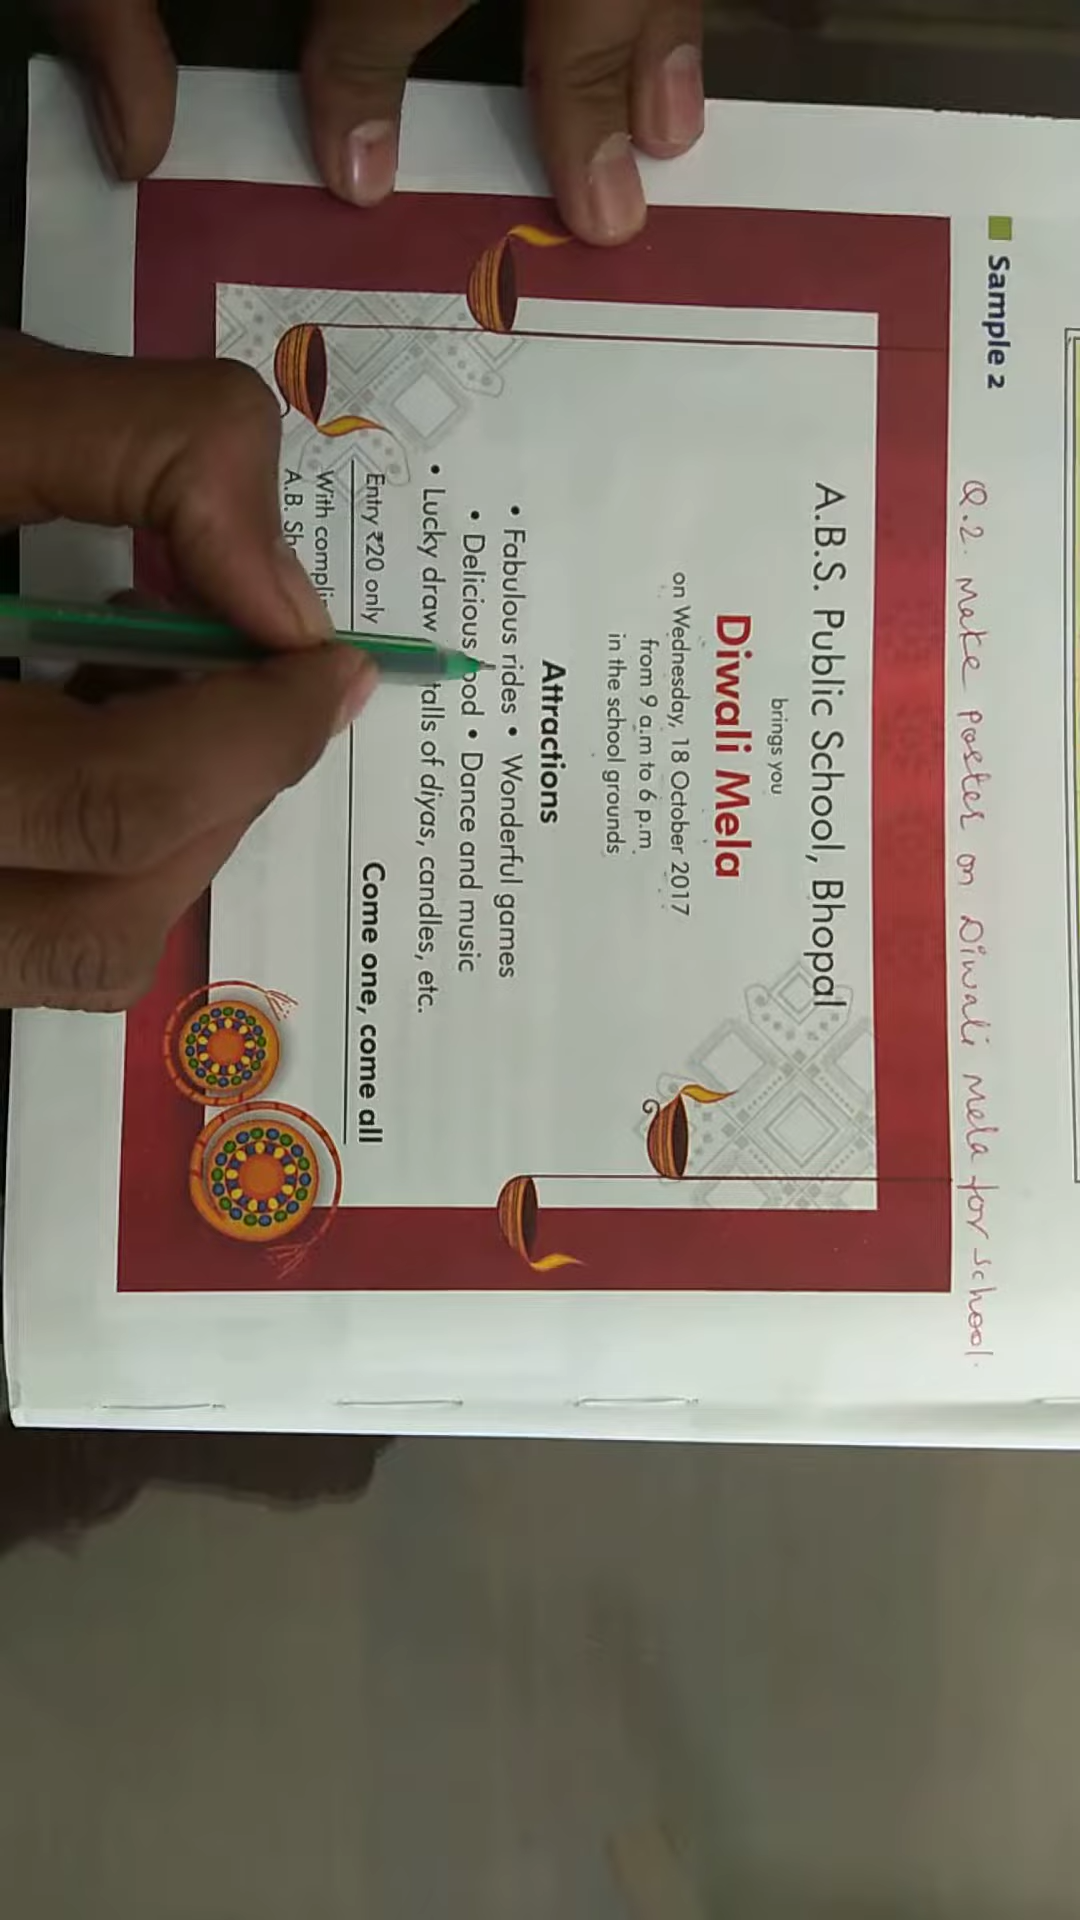 Sample 2
Q.2. Make poster on Diwali Mela for school.
A.B.S. Public School, Bhopal
brings you
Diwali Mela
on Wednesday, 18 October 2017
from 9 a.m to 6 p.m
in the school grounds
Attractions
• Fabulous rides • Wonderful games
• Delicious • Dance and music
• Lucky draw of diyas, candles, etc.
Entry ₹20 only Come one, come all
With
A.B.